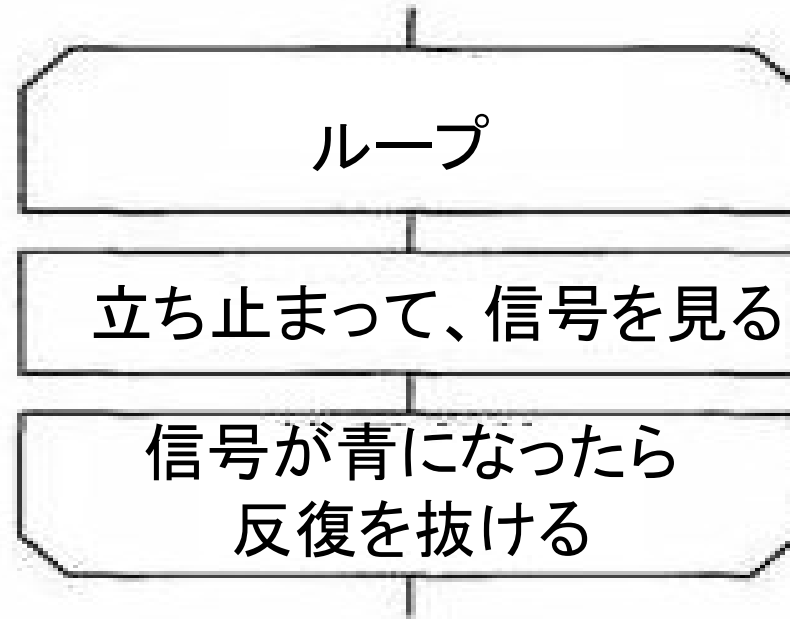 ループ
立ち止まって、信号を見る
信号が青になったら
反復を抜ける